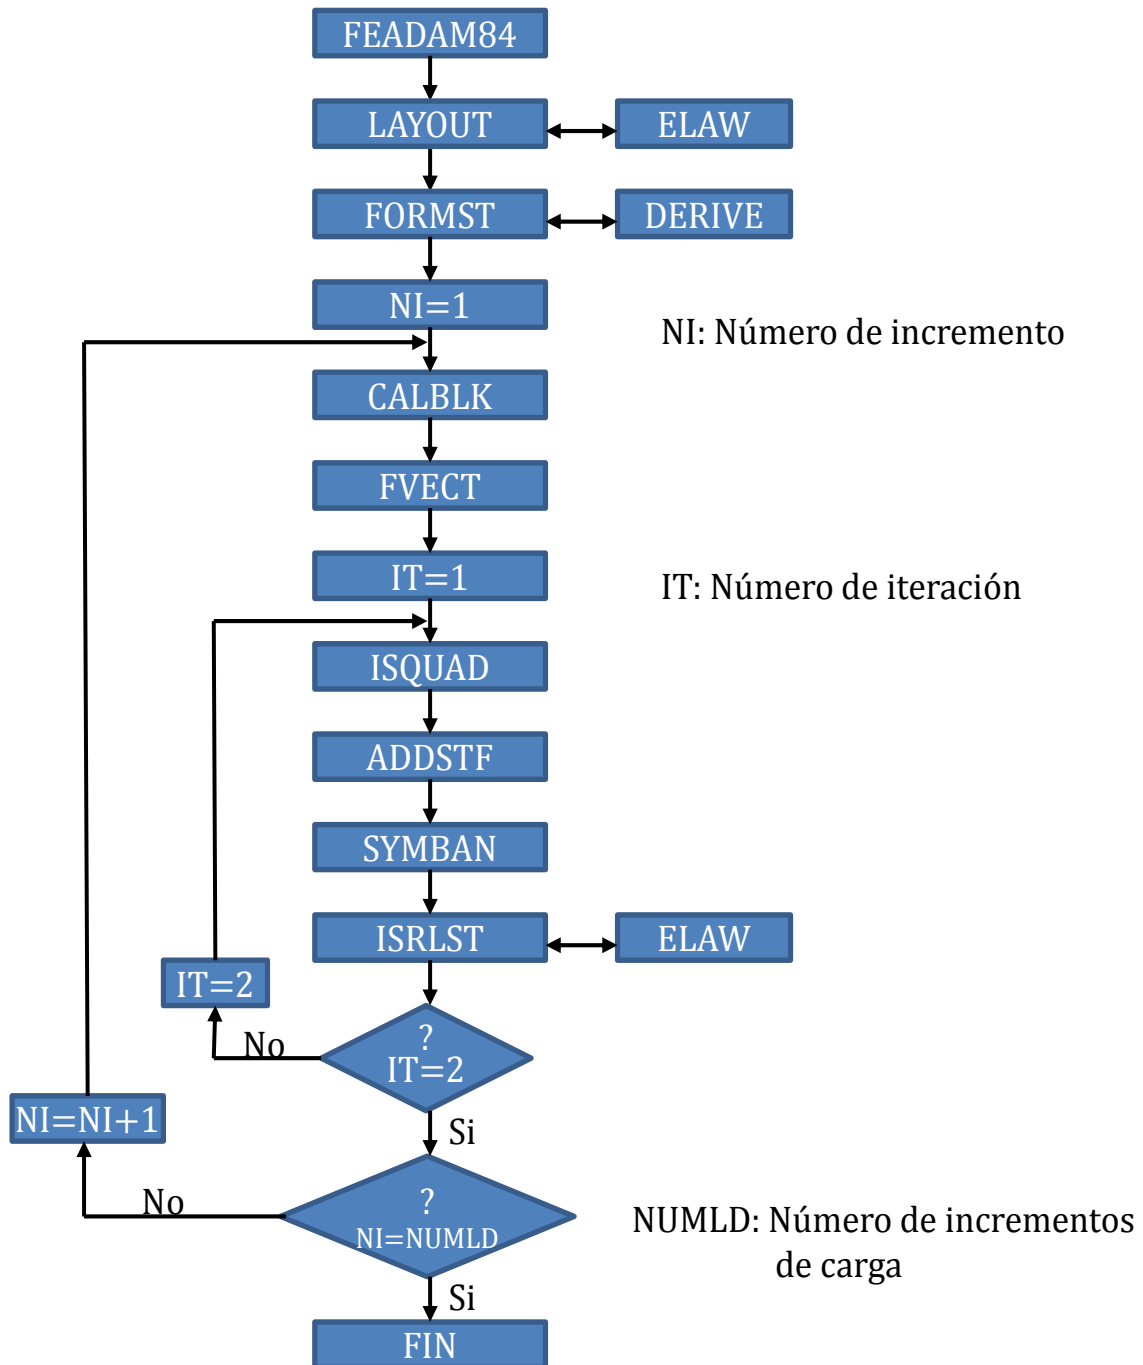 FEADAM84
LAYOUT
ELAW
FORMST
DERIVE
NI=1
NI: Número de incremento
CALBLK
FVECT
IT=1
IT: Número de iteración
ISQUAD
ADDSTF
SYMBAN
ISRLST
ELAW
IT=2
?
IT=2
No
NI=NI+1
Si
?
NI=NUMLD
No
NUMLD: Número de incrementos
de carga
Si
FIN